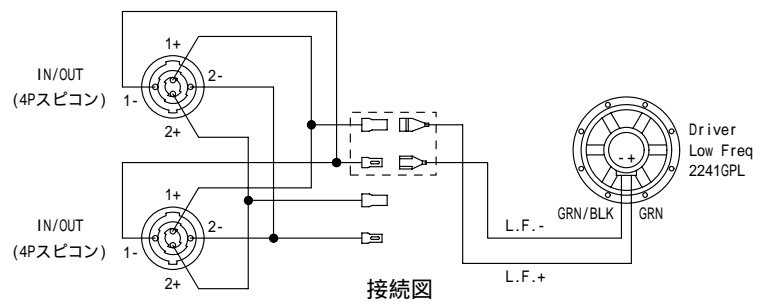 1+
IN/OUT
(4Pスピコン)
1-
2-
2+
1+
IN/OUT
(4Pスピコン)
1-
2-
2+
Driver
Low Freq
2241GPL
- +
GRN/BLK
GRN
L.F.-
L.F.+
接続図